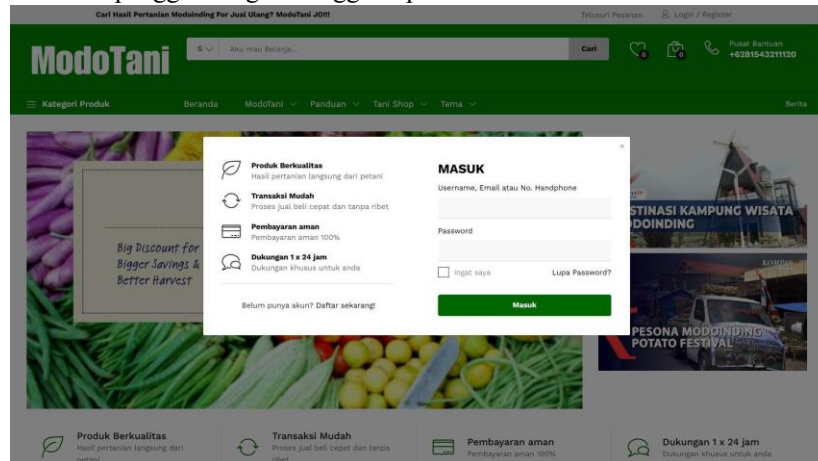 Cari Hasil Pertanian Modoinding For Jual Ulang? ModoTani JO!!!
Telusuri Pesanan
Login / Register
ModoTani
S
Aku mau Belanja...
Cari
0
0
Pusat Bantuan
+6281543211120
Kategori Produk
Beranda
ModoTani
Panduan
Tani Shop
Tema
Berita
Big Discount for
Bigger Savings &
Better Harvest
×
Produk Berkualitas
Hasil pertanian langsung dari petani
Transaksi Mudah
Proses jual beli cepat dan tanpa ribet
Pembayaran aman
Pembayaran aman 100%
Dukungan 1 x 24 jam
Dukungan khusus untuk anda
Belum punya akun? Daftar sekarang!
MASUK
Username, Email atau No. Handphone
Password
Ingat saya
Lupa Password?
Masuk
STINASI KAMPUNG WISATA
DOINDING
KOMPAS
PESONA MODOINDING
POTATO FESTIVAL
Produk Berkualitas
Hasil pertanian langsung dari
petani
Transaksi Mudah
Proses jual beli cepat dan tanpa
ribet
Pembayaran aman
Pembayaran aman 100%
Dukungan 1 x 24 jam
Dukungan khusus untuk anda